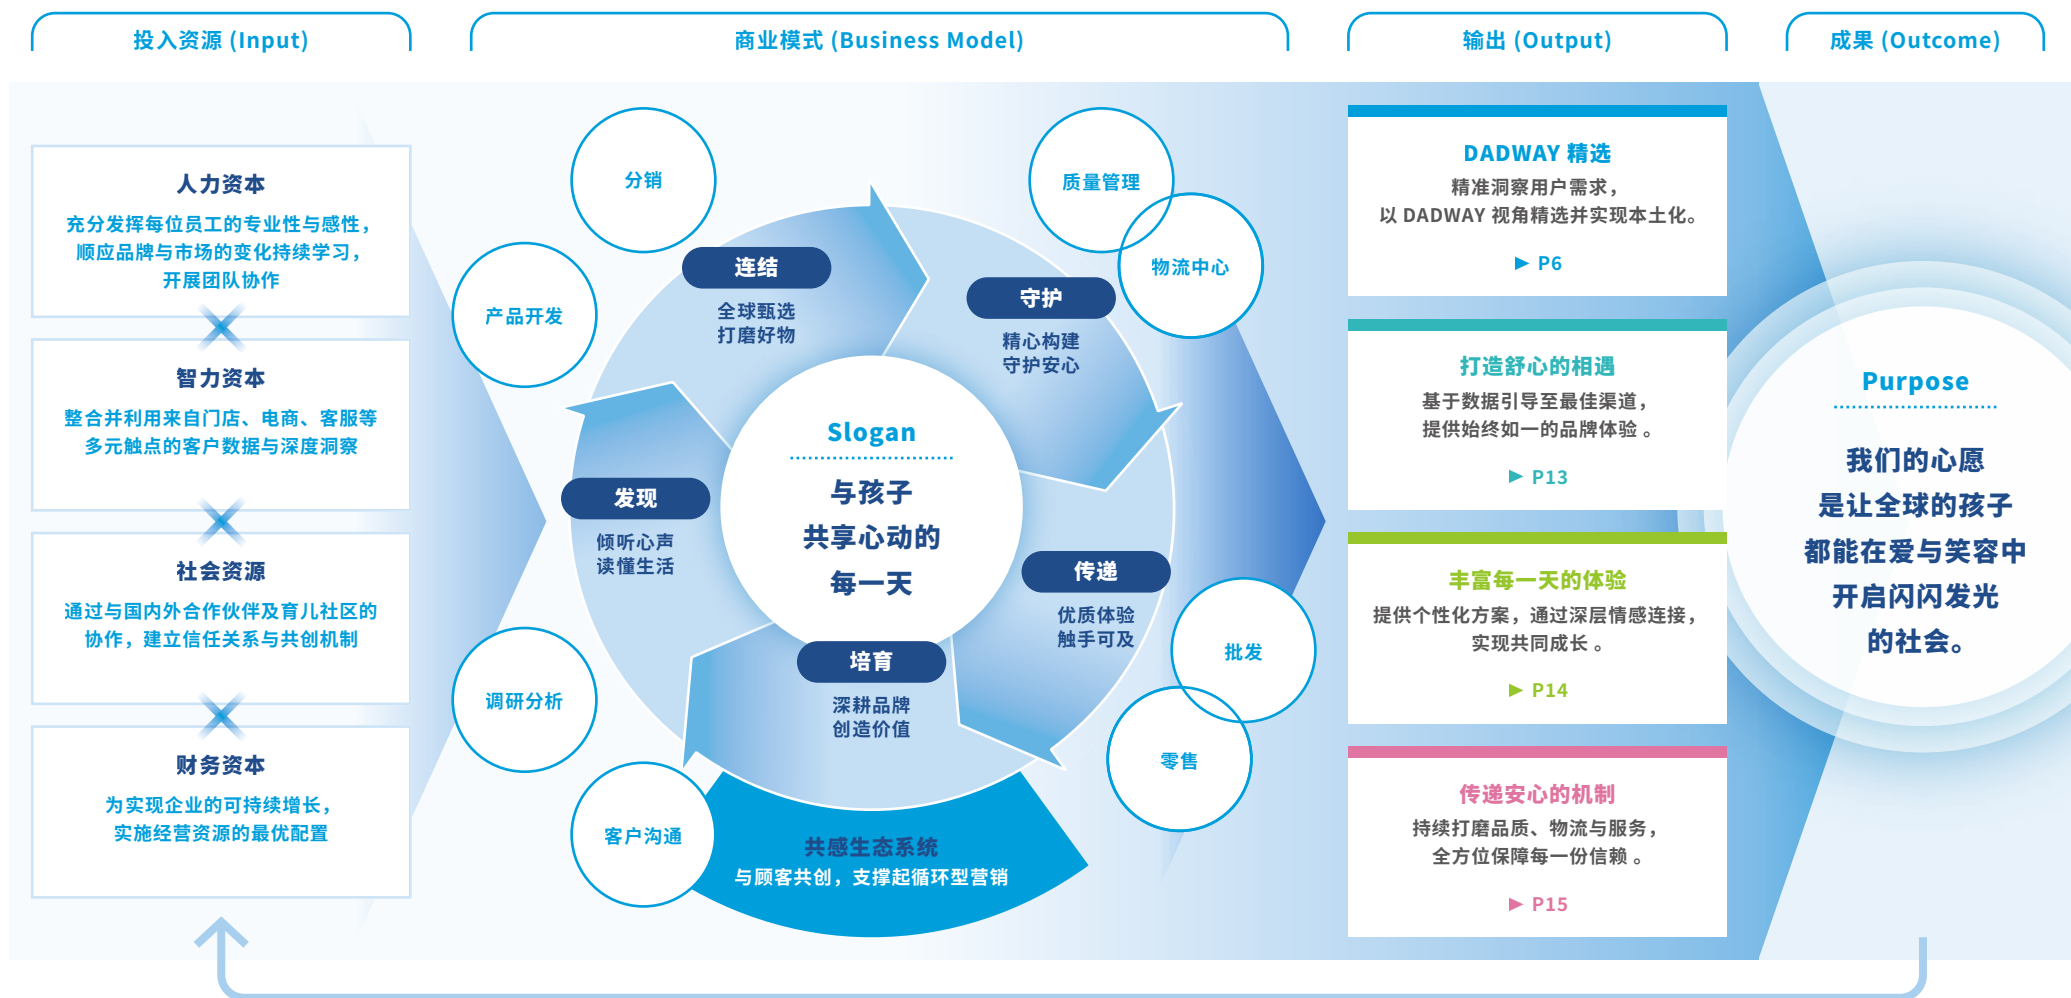 投入资源 (Input)
商业模式 (Business Model)
输出 (Output)
成果 (Outcome)
人力资本
充分发挥每位员工的专业性与感性，
顺应品牌与市场的变化持续学习，
开展团队协作
智力资本
整合并利用来自门店、电商、客服等
多元触点的客户数据与深度洞察
社会资源
通过与国内外合作伙伴及育儿社区的
协作，建立信任关系与共创机制
财务资本
为实现企业的可持续增长，
实施经营资源的最优配置
分销
产品开发
调研分析
客户沟通
质量管理
物流中心
批发
零售
连结
全球甄选
打磨好物
守护
精心构建
守护安心
传递
优质体验
触手可及
培育
深耕品牌
创造价值
发现
倾听心声
读懂生活
Slogan
与孩子
共享心动的
每一天
共感生态系统
与顾客共创，支撑起循环型营销
DADWAY 精选
精准洞察用户需求，
以 DADWAY 视角精选并实现本土化。
▶ P6
打造舒心的相遇
基于数据引导至最佳渠道，
提供始终如一的品牌体验 。
▶ P13
丰富每一天的体验
提供个性化方案，通过深层情感连接，
实现共同成长 。
▶ P14
传递安心的机制
持续打磨品质、物流与服务，
全方位保障每一份信赖 。
▶ P15
Purpose
我们的心愿
是让全球的孩子
都能在爱与笑容中
开启闪闪发光
的社会。